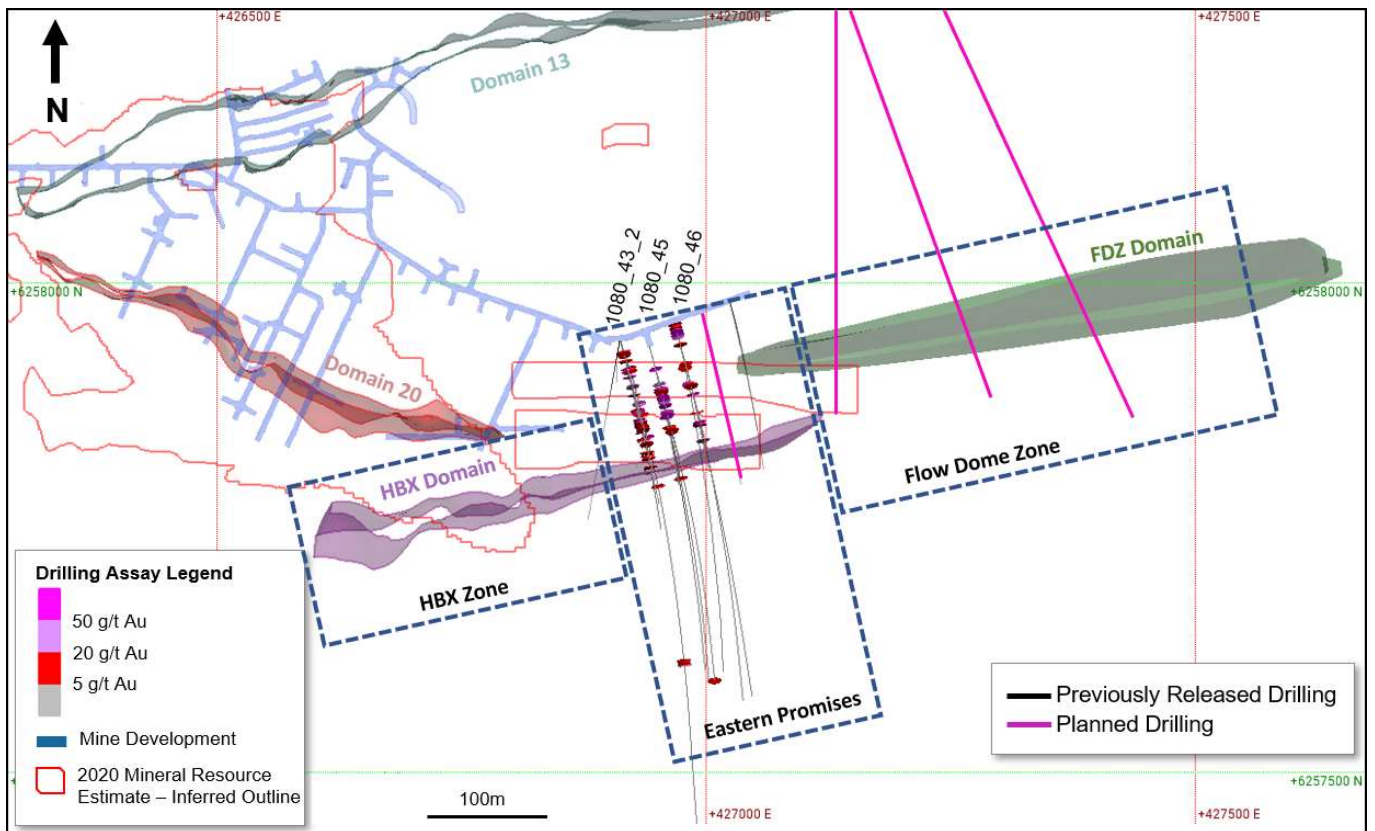 +426500 E
+427000 E
+427500 E
N
Domain 13
FDZ Domain
+6258000 N
+6258000 N
1080_43_2
1080_45
1080_46
Domain 20
Flow Dome Zone
HBX Domain
HBX Zone
Eastern Promises
Drilling Assay Legend
50 g/t Au
20 g/t Au
5 g/t Au
Mine Development
2020 Mineral Resource
Estimate – Inferred Outline
100m
Previously Released Drilling
Planned Drilling
+6257500 N
+427000 E
+427500 E